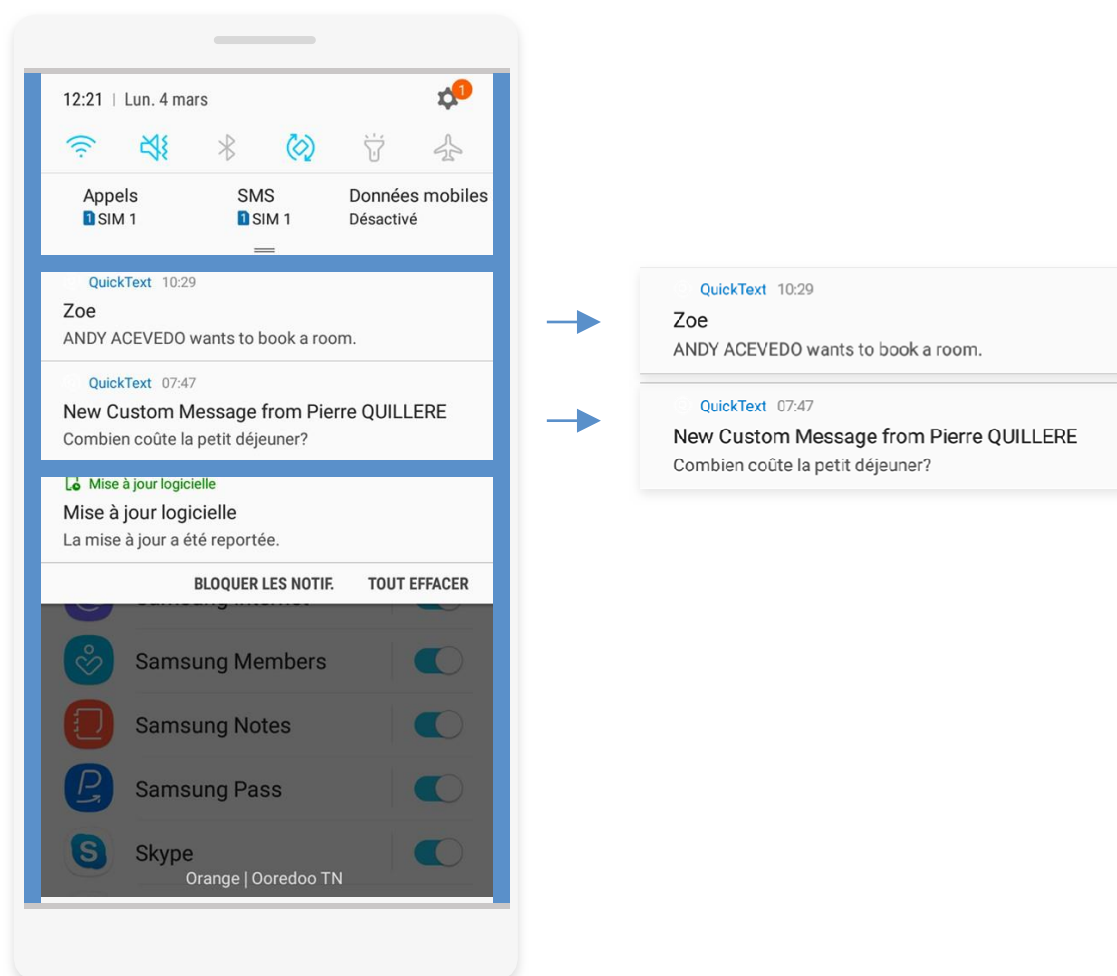 12:21 | Lun. 4 mars
1
Appels SMS Données mobiles
1 SIM 1 1 SIM 1 Désactivé
QuickText 10:29
Zoe
ANDY ACEVEDO wants to book a room.
QuickText 07:47
New Custom Message from Pierre QUILLERE
Combien coûte la petit déjeuner?
Mise à jour logicielle
Mise à jour logicielle
La mise à jour a été reportée.
BLOQUER LES NOTIF. TOUT EFFACER
Samsung Internet
Samsung Members
Samsung Notes
Samsung Pass
Skype
Orange | Ooredoo TN
QuickText 10:29
Zoe
ANDY ACEVEDO wants to book a room.
QuickText 07:47
New Custom Message from Pierre QUILLERE
Combien coûte la petit déjeuner?